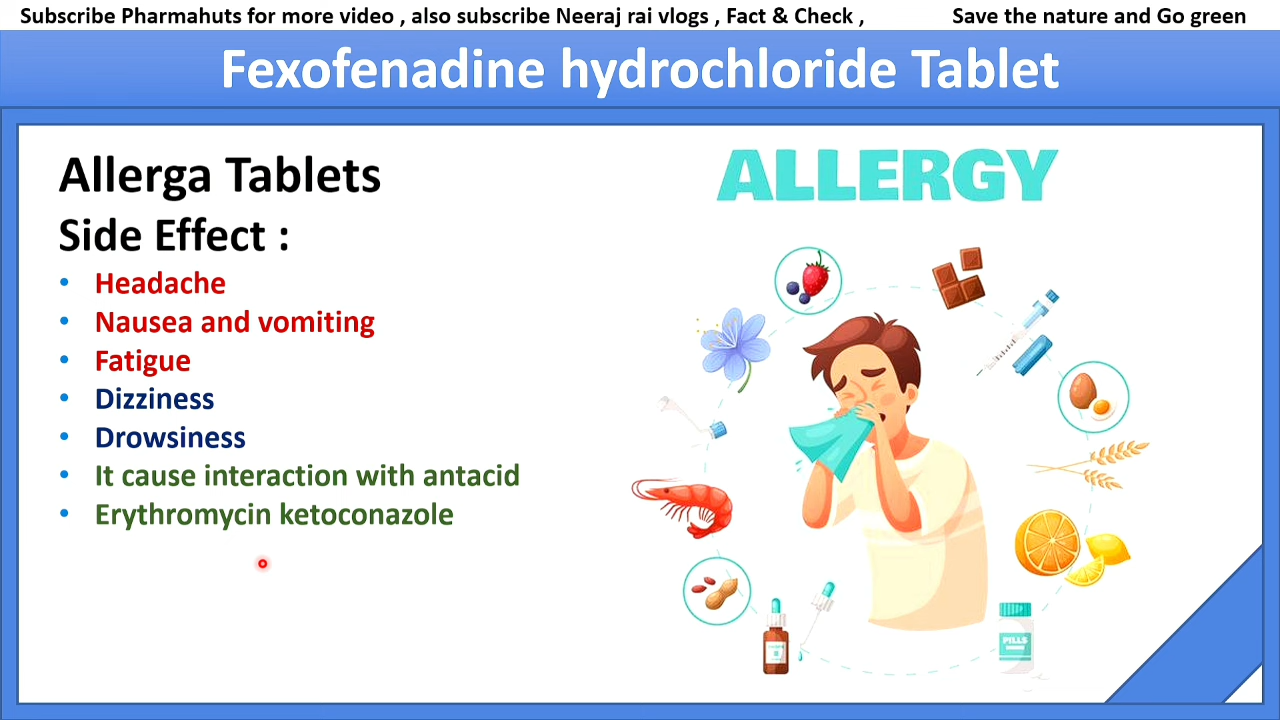 Subscribe Pharmahuts for more video , also subscribe Neeraj rai vlogs , Fact & Check , Save the nature and Go green
Fexofenadine hydrochloride Tablet
Allerga Tablets
Side Effect :
• Headache
• Nausea and vomiting
• Fatigue
• Dizziness
• Drowsiness
• It cause interaction with antacid
• Erythromycin ketoconazole
ALLERGY
PILLS